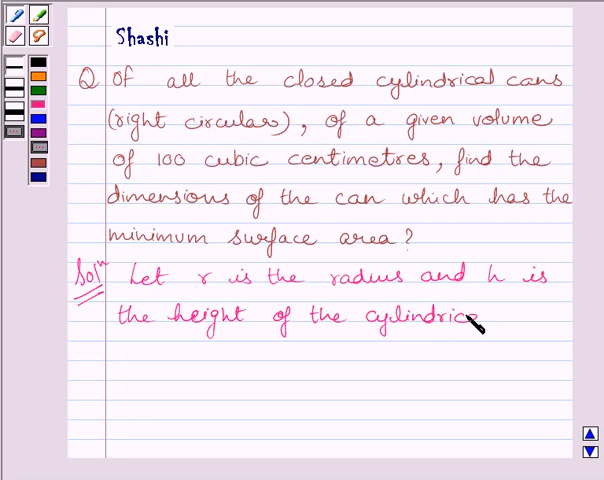 Shashi
Q Of all the closed cylindrical cans
(right circular), of a given volume
of 100 cubic centimetres, find the
dimensions of the can which has the
minimum surface area?
Solⁿ Let r is the radius and h is
the height of the cylindric